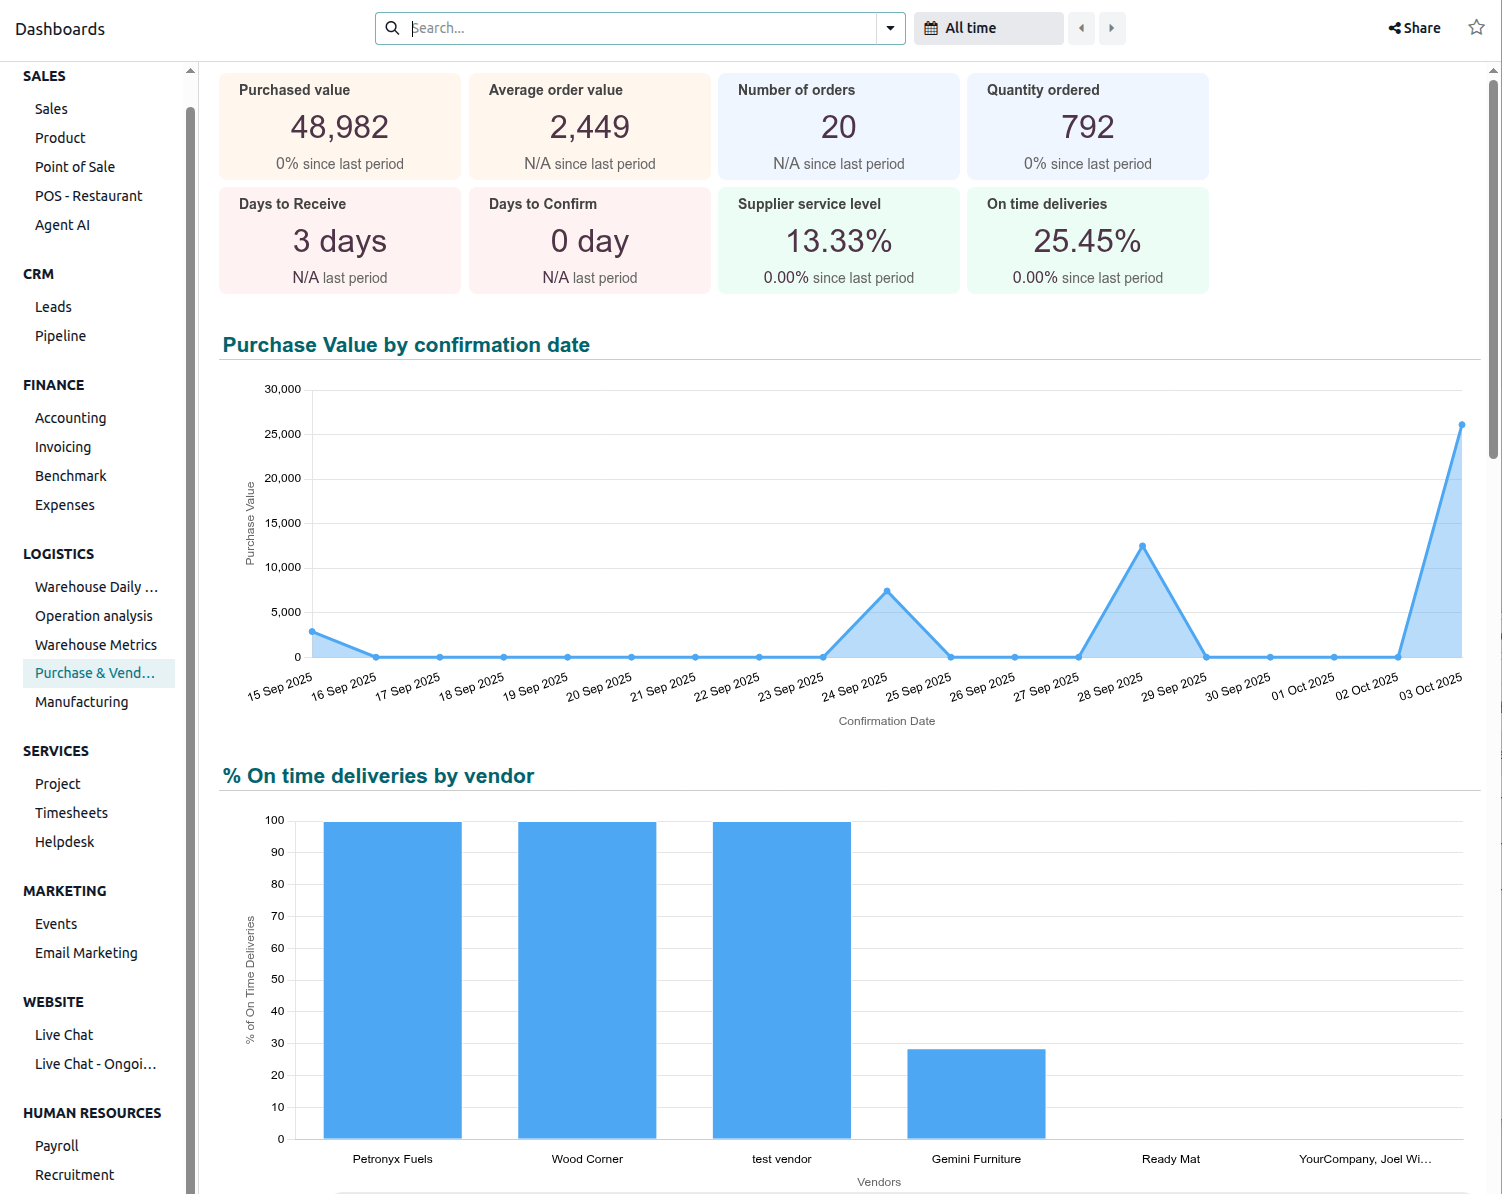 Dashboards
Search...
All time
Share
SALES
Sales
Product
Point of Sale
POS - Restaurant
Agent AI
CRM
Leads
Pipeline
FINANCE
Accounting
Invoicing
Benchmark
Expenses
LOGISTICS
Warehouse Daily ...
Operation analysis
Warehouse Metrics
Purchase & Vend...
Manufacturing
SERVICES
Project
Timesheets
Helpdesk
MARKETING
Events
Email Marketing
WEBSITE
Live Chat
Live Chat - Ongoi...
HUMAN RESOURCES
Payroll
Recruitment
Purchased value
48,982
0% since last period
Average order value
2,449
N/A since last period
Number of orders
20
N/A since last period
Quantity ordered
792
0% since last period
Days to Receive
3 days
N/A last period
Days to Confirm
0 day
N/A last period
Supplier service level
13.33%
0.00% since last period
On time deliveries
25.45%
0.00% since last period
Purchase Value by confirmation date
Purchase Value
30,000
25,000
20,000
15,000
10,000
5,000
0
15 Sep 2025
16 Sep 2025
17 Sep 2025
18 Sep 2025
19 Sep 2025
20 Sep 2025
21 Sep 2025
22 Sep 2025
23 Sep 2025
24 Sep 2025
25 Sep 2025
26 Sep 2025
27 Sep 2025
28 Sep 2025
29 Sep 2025
30 Sep 2025
01 Oct 2025
02 Oct 2025
03 Oct 2025
Confirmation Date
% On time deliveries by vendor
% of On Time Deliveries
100
90
80
70
60
50
40
30
20
10
0
Petronyx Fuels
Wood Corner
test vendor
Gemini Furniture
Ready Mat
YourCompany, Joel Wi...
Vendors